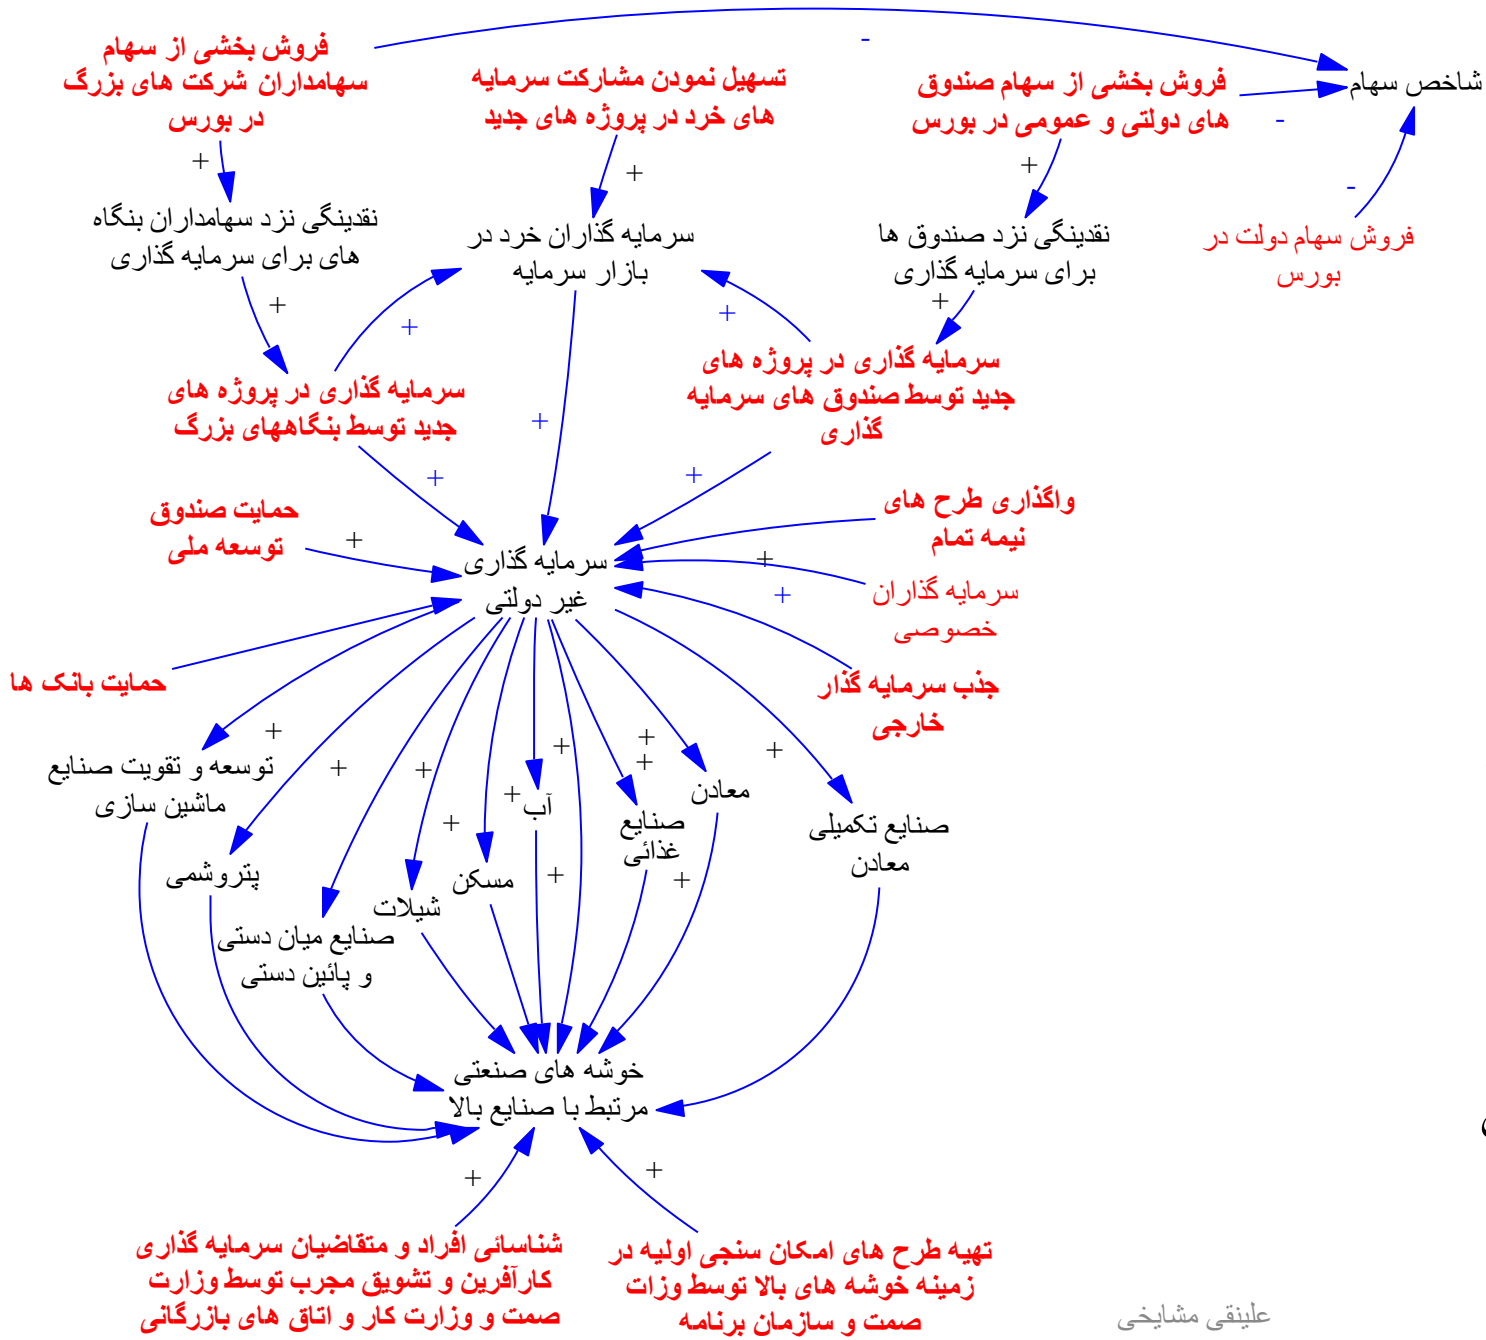 فروش بخشی از سهام
سهامداران شرکت های بزرگ
در بورس
تسهیل نمودن مشارکت سرمایه
های خرد در پروژه های جدید
فروش بخشی از سهام صندوق
های دولتی و عمومی در بورس
شاخص سهام
-
-
-
+
+
+
نقدینگی نزد سهامداران بنگاه
های برای سرمایه گذاری
سرمایه گذاران خرد در
بازار سرمایه
نقدینگی نزد صندوق ها
برای سرمایه گذاری
فروش سهام دولت در
بورس
+
+
+
+
سرمایه گذاری در پروژه های
جدید توسط بنگاههای بزرگ
سرمایه گذاری در پروژه های
جدید توسط صندوق های سرمایه
گذاری
+
+
+
حمایت صندوق
توسعه ملی
+
واگذاری طرح های
نیمه تمام
سرمایه گذاری
غیر دولتی
+
سرمایه گذاران
خصوصی
+
حمایت بانک ها
جذب سرمایه گذار
خارجی
+
+
+
+
+
+
+
+
+
توسعه و تقویت صنایع
ماشین سازی
پتروشمی
صنایع میان دستی
و پائین دستی
شیلات
مسکن
آب
صنایع
غذائی
معادن
صنایع تکمیلی
معادن
+
+
خوشه های صنعتی
مرتبط با صنایع بالا
+
+
شناسائی افراد و متقاضیان سرمایه گذاری
کارآفرین و تشویق مجرب توسط وزارت
صمت و وزارت کار و اتاق های بازرگانی
تهیه طرح های امکان سنجی اولیه در
زمینه خوشه های بالا توسط وزات
صمت و سازمان برنامه
علینقی مشایخی